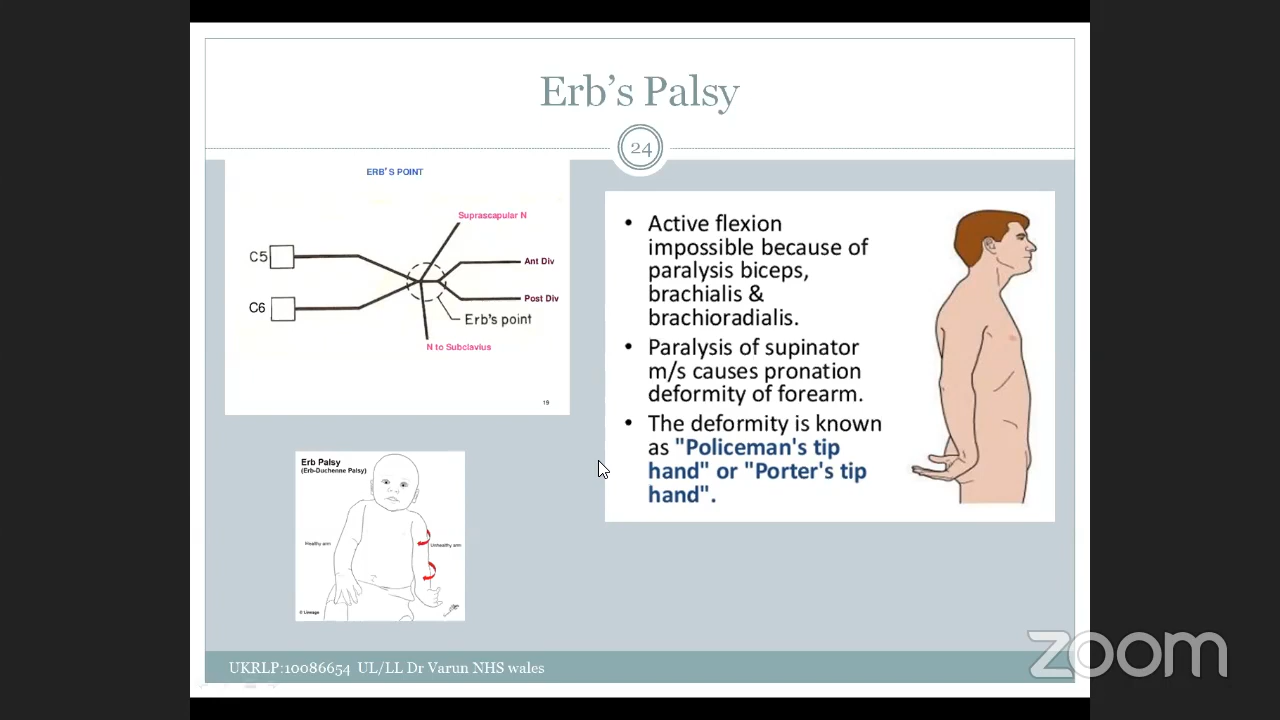 Erb's Palsy
24
ERB'S POINT
Suprascapular N
C5
Ant Div
Post Div
C6
Erb's point
N to Subclavius
19
• Active flexion
impossible because of
paralysis biceps,
brachialis &
brachioradialis.
• Paralysis of supinator
m/s causes pronation
deformity of forearm.
• The deformity is known
as "Policeman's tip
hand" or "Porter's tip
hand".
Erb Palsy
(Erb-Duchenne Palsy)
Healthy arm
Unhealthy arm
© Lineage
UKRLP:10086654 UL/LL Dr Varun NHS wales
zoom